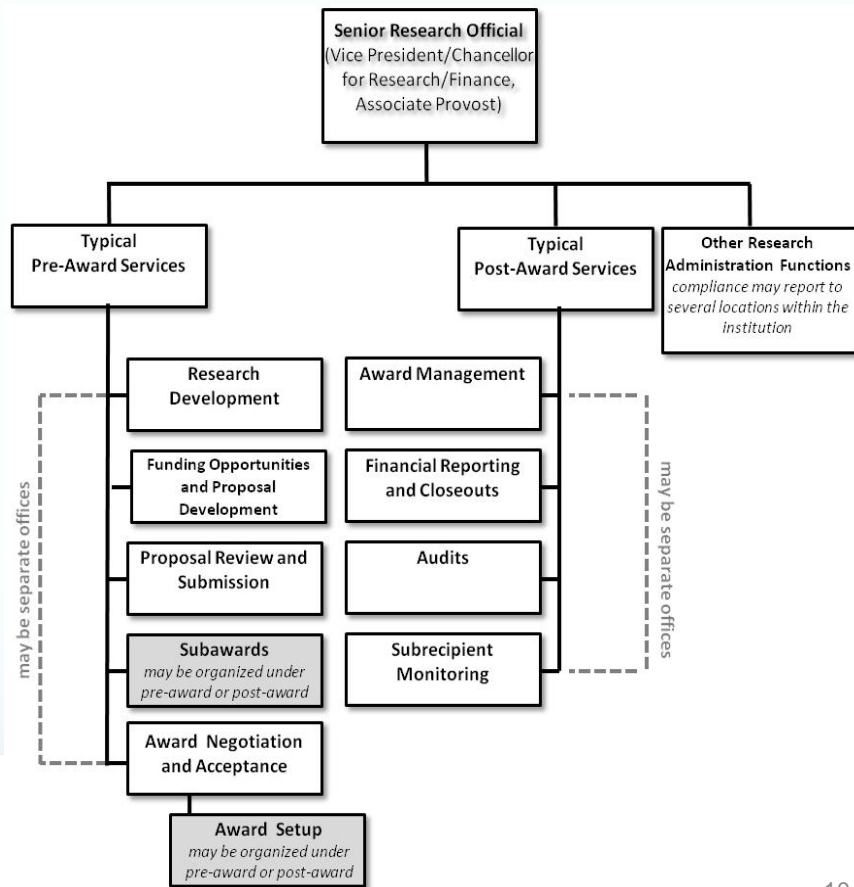 Senior Research Official
(Vice President/Chancellor
for Research/Finance,
Associate Provost)
Typical
Pre-Award Services
Typical
Post-Award Services
Other Research
Administration Functions
compliance may report to
several locations within the
institution
Research
Development
Funding Opportunities
and Proposal
Development
Proposal Review and
Submission
Subawards
may be organized under
pre-award or post-award
Award Negotiation
and Acceptance
Award Setup
may be organized under
pre-award or post-award
Award Management
Financial Reporting
and Closeouts
Audits
Subrecipient
Monitoring
may be separate offices
may be separate offices